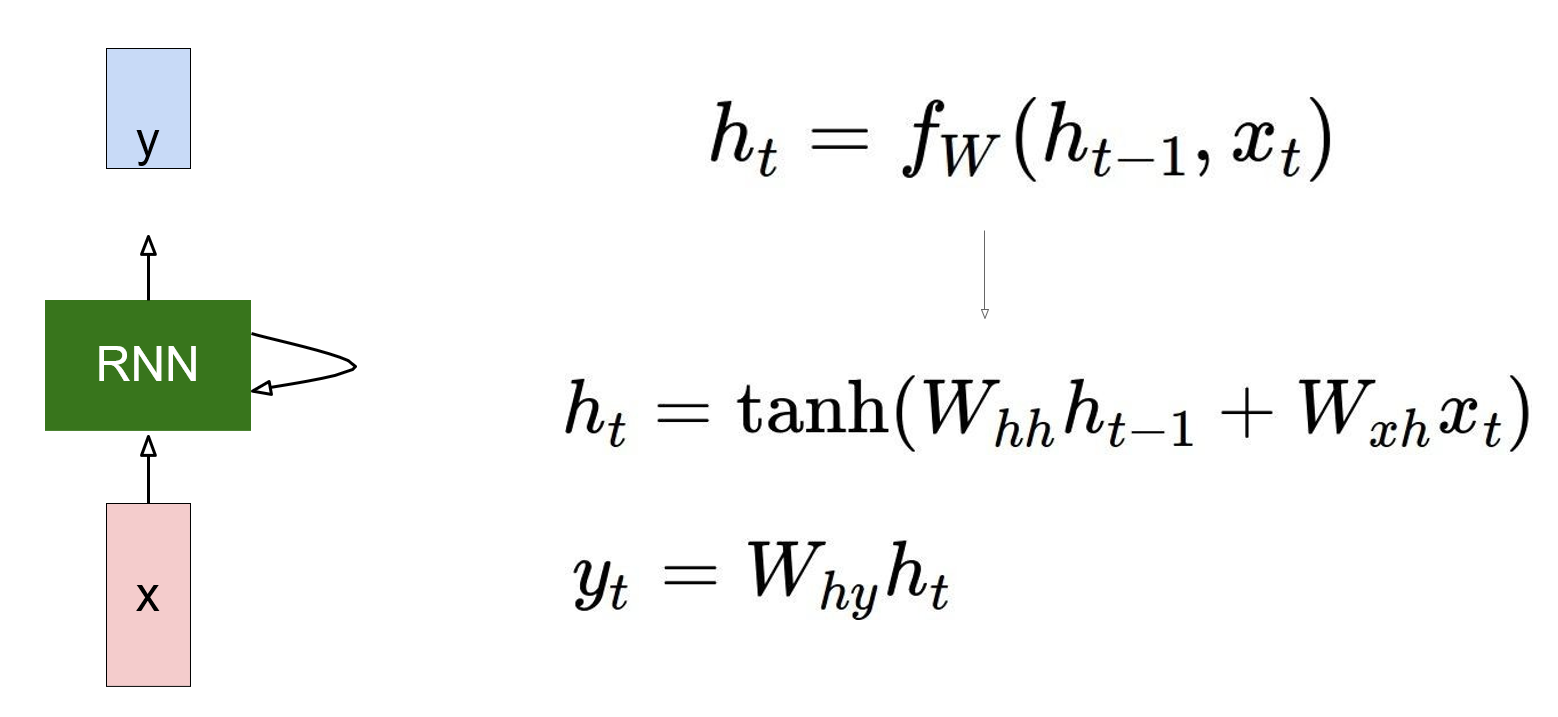 y
RNN
x
h_t = f_W(h_{t-1}, x_t)
h_t = tanh(W_{hh}h_{t-1} + W_{xh}x_t)
y_t = W_{hy}h_t